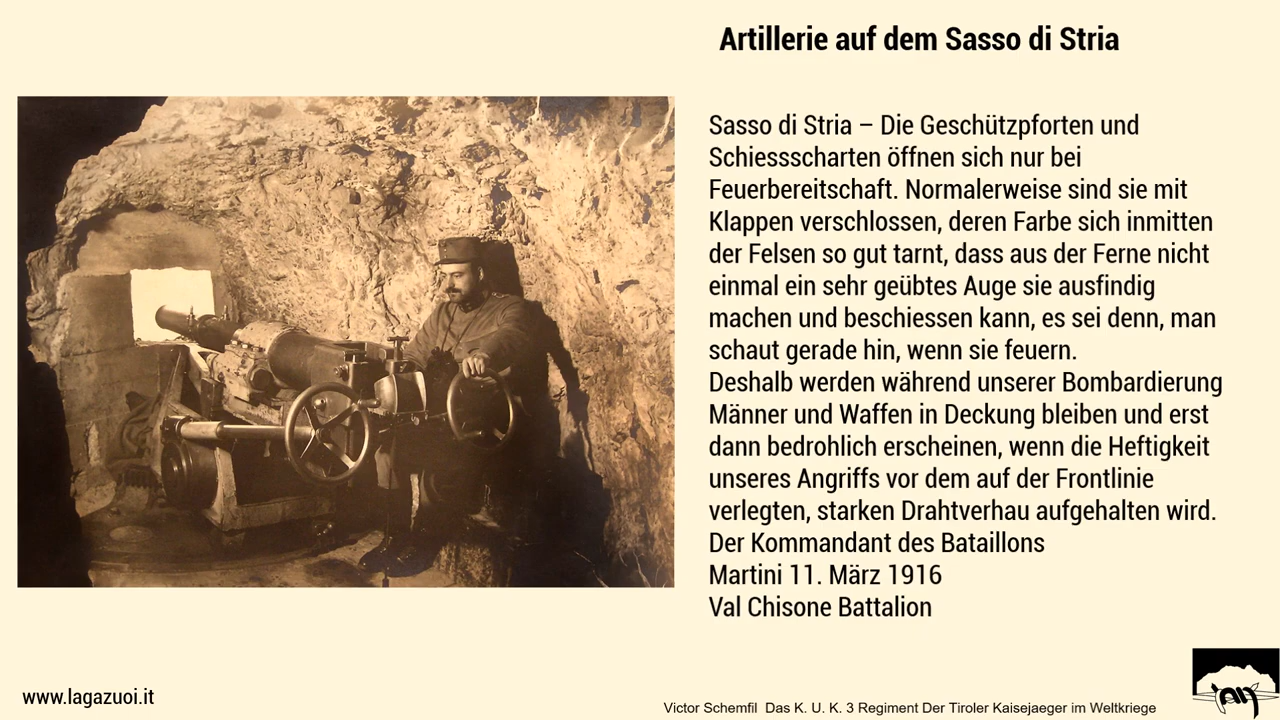 Artillerie auf dem Sasso di Stria
Sasso di Stria – Die Geschützpforten und
Schiessscharten öffnen sich nur bei
Feuerbereitschaft. Normalerweise sind sie mit
Klappen verschlossen, deren Farbe sich inmitten
der Felsen so gut tarnt, dass aus der Ferne nicht
einmal ein sehr geübtes Auge sie ausfindig
machen und beschiessen kann, es sei denn, man
schaut gerade hin, wenn sie feuern.
Deshalb werden während unserer Bombardierung
Männer und Waffen in Deckung bleiben und erst
dann bedrohlich erscheinen, wenn die Heftigkeit
unseres Angriffs vor dem auf der Frontlinie
verlegten, starken Drahtverhau aufgehalten wird.
Der Kommandant des Bataillons
Martini 11. März 1916
Val Chisone Battalion
www.lagazuoi.it
Victor Schemfil Das K. U. K. 3 Regiment Der Tiroler Kaisejaeger im Weltkriege